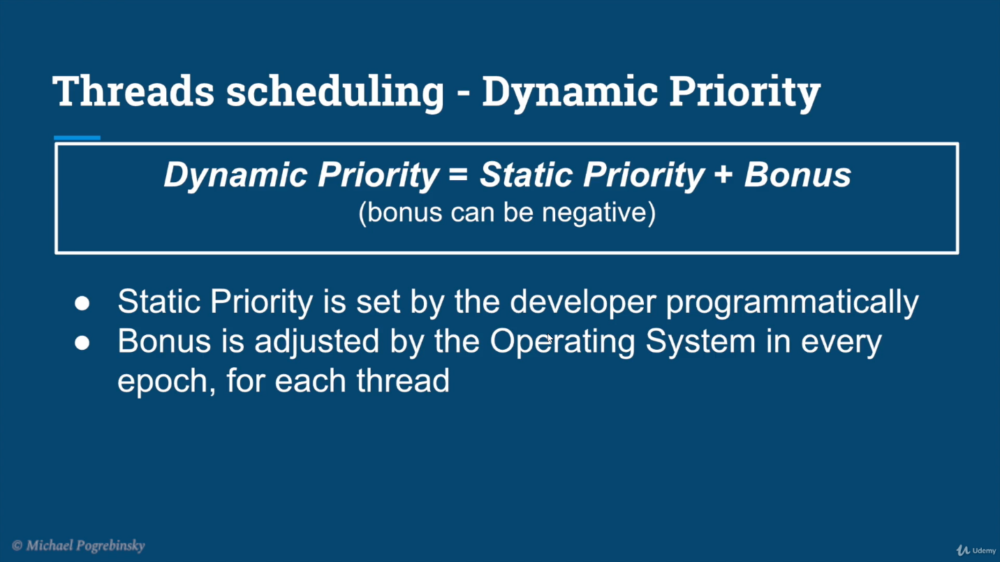 Threads scheduling - Dynamic Priority
Dynamic Priority = Static Priority + Bonus
(bonus can be negative)
● Static Priority is set by the developer programmatically
● Bonus is adjusted by the Operating System in every
epoch, for each thread
© Michael Pogrebinsky
Udemy